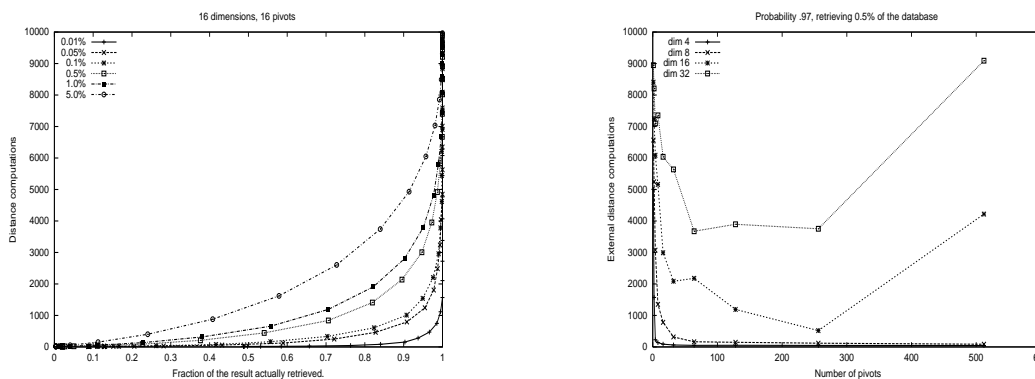 16 dimensions, 16 pivots
10000
9000
8000
7000
6000
5000
4000
3000
2000
1000
0
0.01%
0.05%
0.1%
0.5%
1.0%
5.0%
Distance computations
0 0.1 0.2 0.3 0.4 0.5 0.6 0.7 0.8 0.9 1
Fraction of the result actually retrieved.
Probability .97, retrieving 0.5% of the database
10000
9000
8000
7000
6000
5000
4000
3000
2000
1000
0
dim 4
dim 8
dim 16
dim 32
External distance computations
0 100 200 300 400 500
Number of pivots